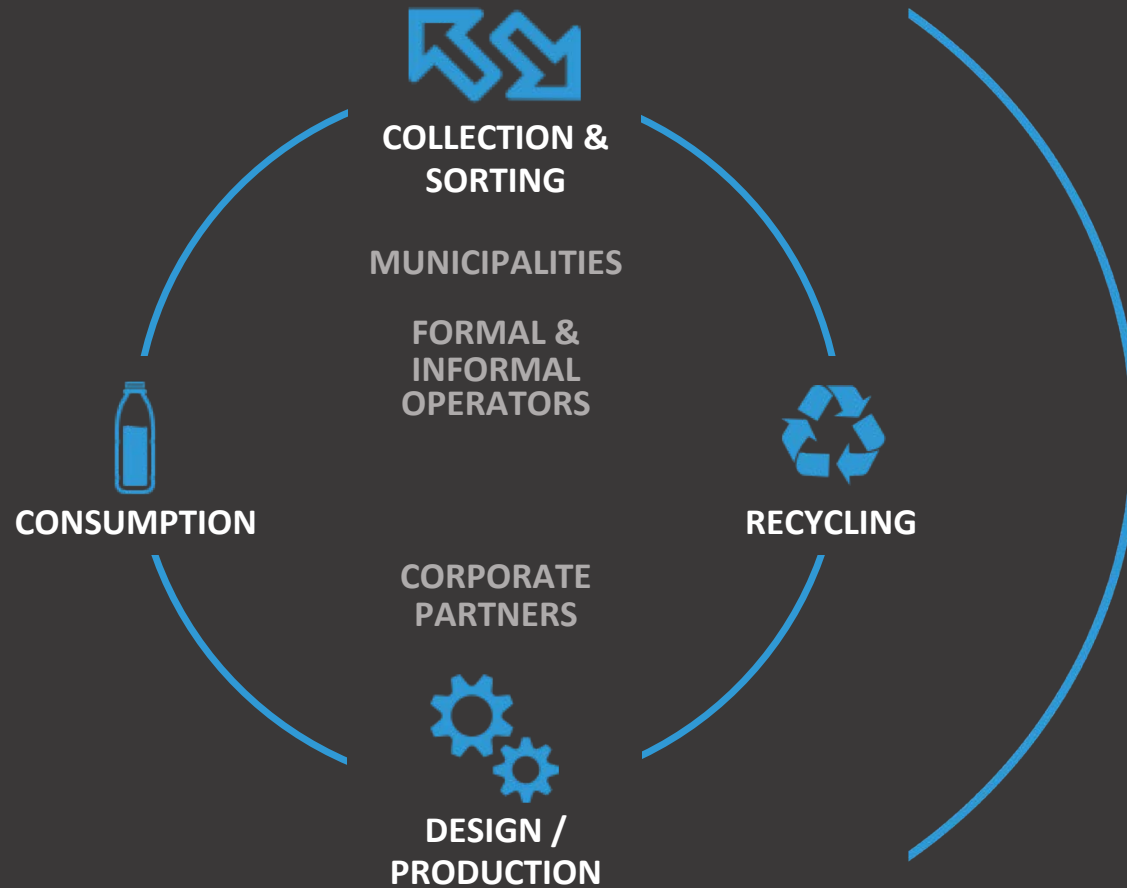 COLLECTION &
SORTING
MUNICIPALITIES
FORMAL &
INFORMAL
OPERATORS
CONSUMPTION
RECYCLING
CORPORATE
PARTNERS
DESIGN /
PRODUCTION